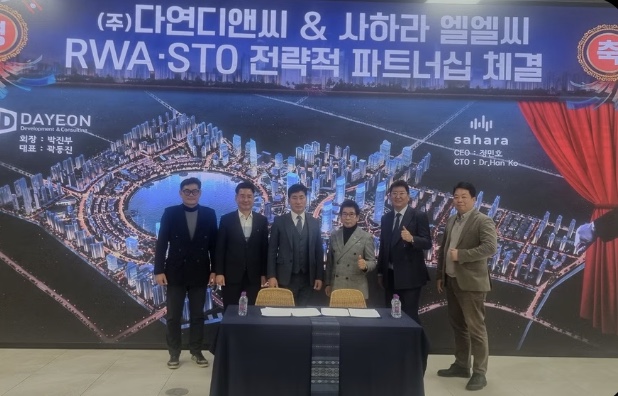 (주)다연디앤씨 & 사하라 엘엘씨
RWA·STO 전략적 파트너십 체결
축
DAYEON
Development & Consulting
회장 : 박진부
대표 : 곽동진
sahara
CEO : 정민호
CTO : Dr,Han Ko